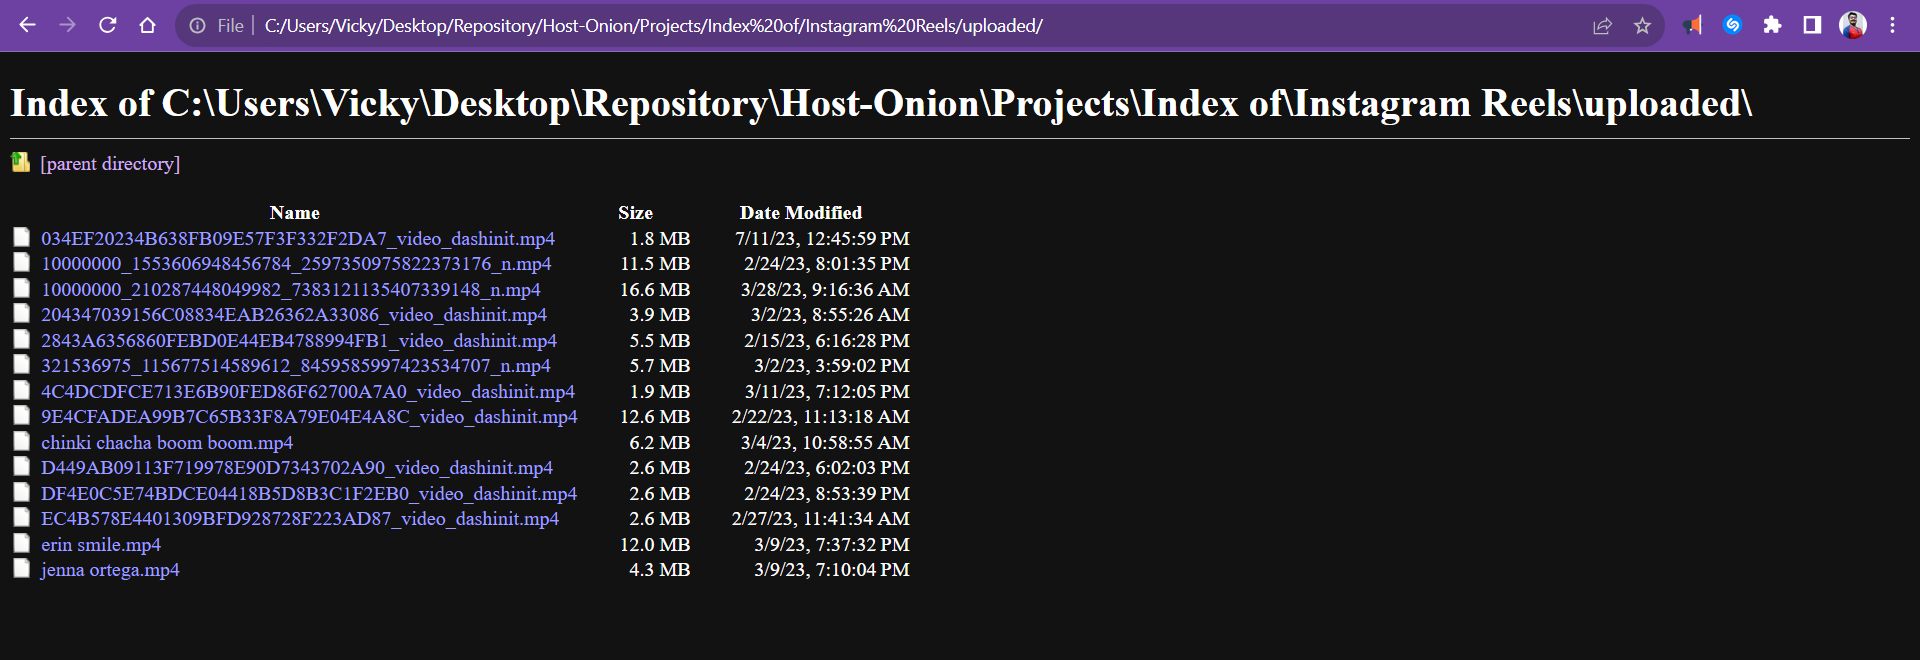 File | C:/Users/Vicky/Desktop/Repository/Host-Onion/Projects/Index%20of/Instagram%20Reels/uploaded/
Index of C:\Users\Vicky\Desktop\Repository\Host-Onion\Projects\Index of\Instagram Reels\uploaded\
[parent directory]
Name Size Date Modified
034EF20234B638FB09E57F3F332F2DA7_video_dashinit.mp4 1.8 MB 7/11/23, 12:45:59 PM
10000000_1553606948456784_2597350975822373176_n.mp4 11.5 MB 2/24/23, 8:01:35 PM
10000000_210287448049982_7383121135407339148_n.mp4 16.6 MB 3/28/23, 9:16:36 AM
204347039156C08834EAB26362A33086_video_dashinit.mp4 3.9 MB 3/2/23, 8:55:26 AM
2843A6356860FEBD0E44EB4788994FB1_video_dashinit.mp4 5.5 MB 2/15/23, 6:16:28 PM
321536975_115677514589612_8459585997423534707_n.mp4 5.7 MB 3/2/23, 3:59:02 PM
4C4DCDFCE713E6B90FED86F62700A7A0_video_dashinit.mp4 1.9 MB 3/11/23, 7:12:05 PM
9E4CFADEA99B7C65B33F8A79E04E4A8C_video_dashinit.mp4 12.6 MB 2/22/23, 11:13:18 AM
chinki chacha boom boom.mp4 6.2 MB 3/4/23, 10:58:55 AM
D449AB09113F719978E90D7343702A90_video_dashinit.mp4 2.6 MB 2/24/23, 6:02:03 PM
DF4E0C5E74BDCE04418B5D8B3C1F2EB0_video_dashinit.mp4 2.6 MB 2/24/23, 8:53:39 PM
EC4B578E4401309BFD928728F223AD87_video_dashinit.mp4 2.6 MB 2/27/23, 11:41:34 AM
erin smile.mp4 12.0 MB 3/9/23, 7:37:32 PM
jenna ortega.mp4 4.3 MB 3/9/23, 7:10:04 PM